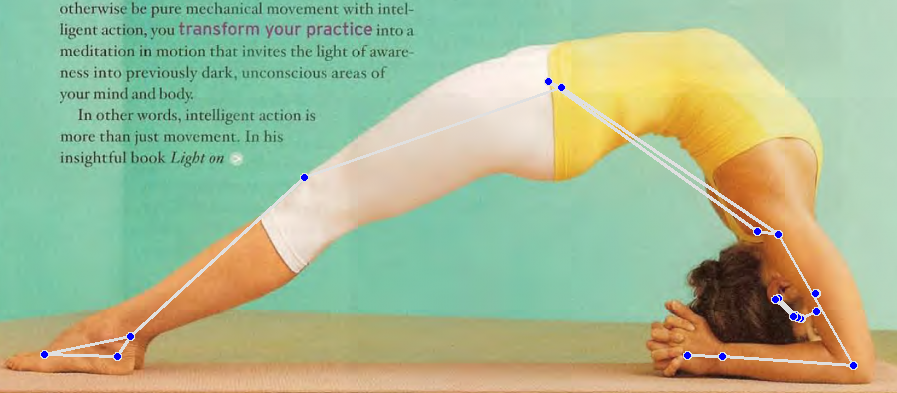 otherwise be pure mechanical movement with intel-
ligent action, you transform your practice into a
meditation in motion that invites the light of aware-
ness into previously dark, unconscious areas of
your mind and body.
In other words, intelligent action is
more than just movement. In his
insightful book Light on